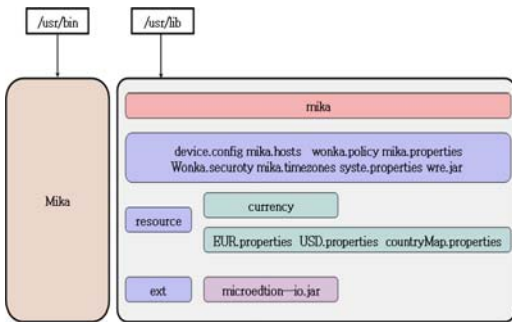 /usr/bin
/usr/lib
mika
device.config mika.hosts wonka.policy mika.properties
Wonka.securoty mika.timezones syste.properties wre.jar
Mika
resource
currency
EUR.properties USD.properties countryMap.properties
ext
microedtion—io.jar